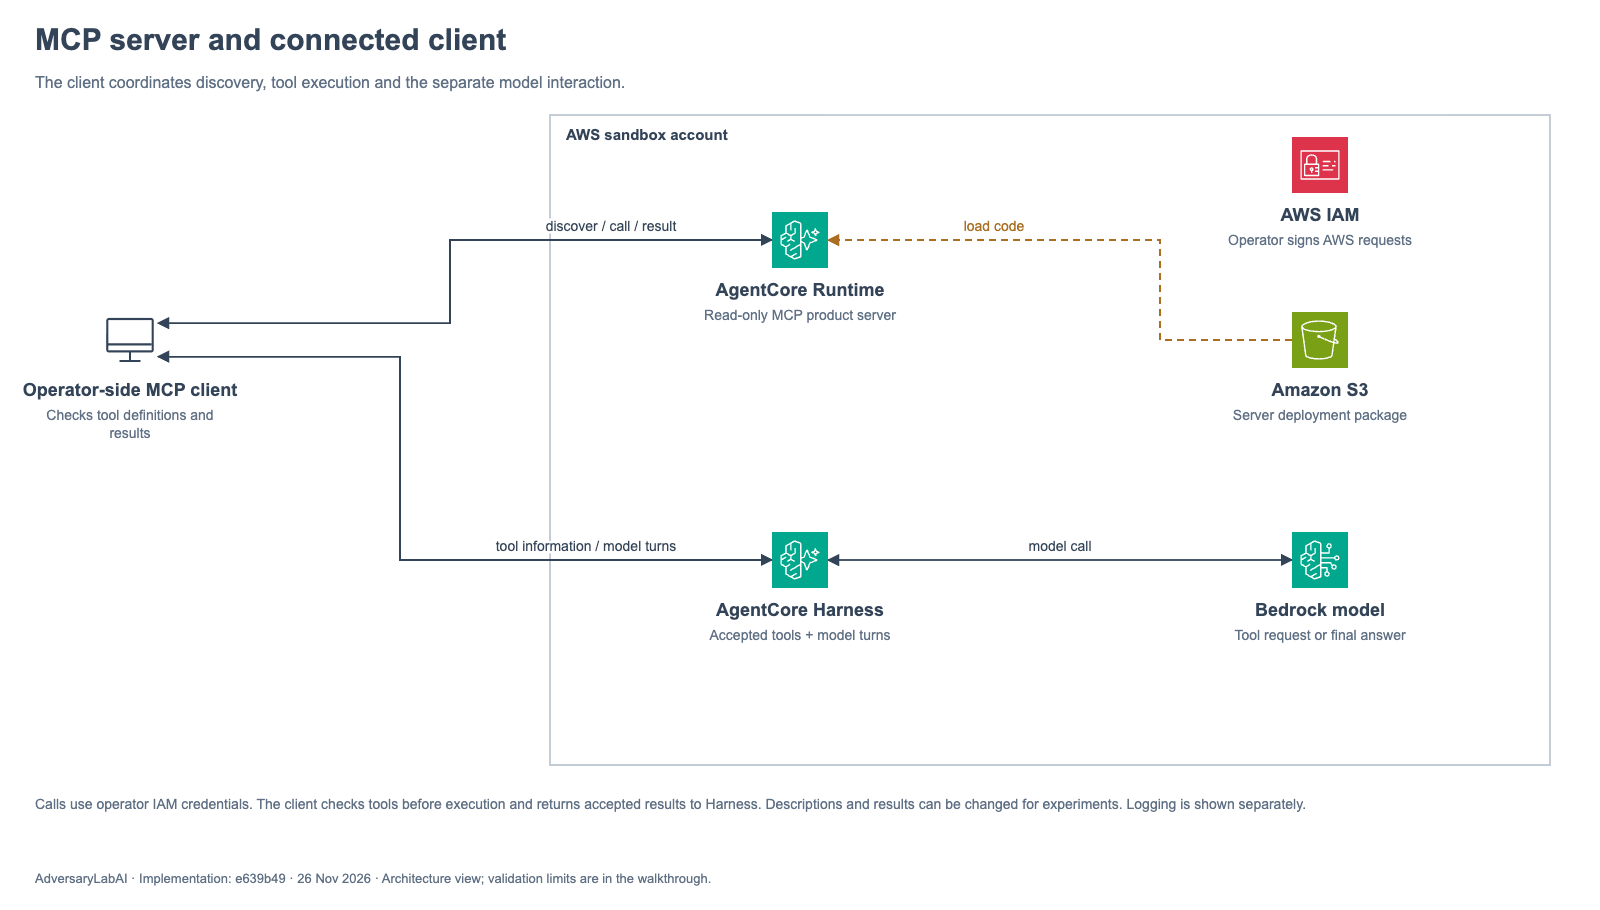 MCP server and connected client
The client coordinates discovery, tool execution and the separate model interaction.
AWS sandbox account
AWS IAM
Operator signs AWS requests
discover / call / result
load code
AgentCore Runtime
Read-only MCP product server
Operator-side MCP client
Checks tool definitions and
results
Amazon S3
Server deployment package
tool information / model turns
model call
AgentCore Harness
Accepted tools + model turns
Bedrock model
Tool request or final answer
Calls use operator IAM credentials. The client checks tools before execution and returns accepted results to Harness. Descriptions and results can be changed for experiments. Logging is shown separately.
AdversaryLabAI · Implementation: e639b49 · 26 Nov 2026 · Architecture view; validation limits are in the walkthrough.